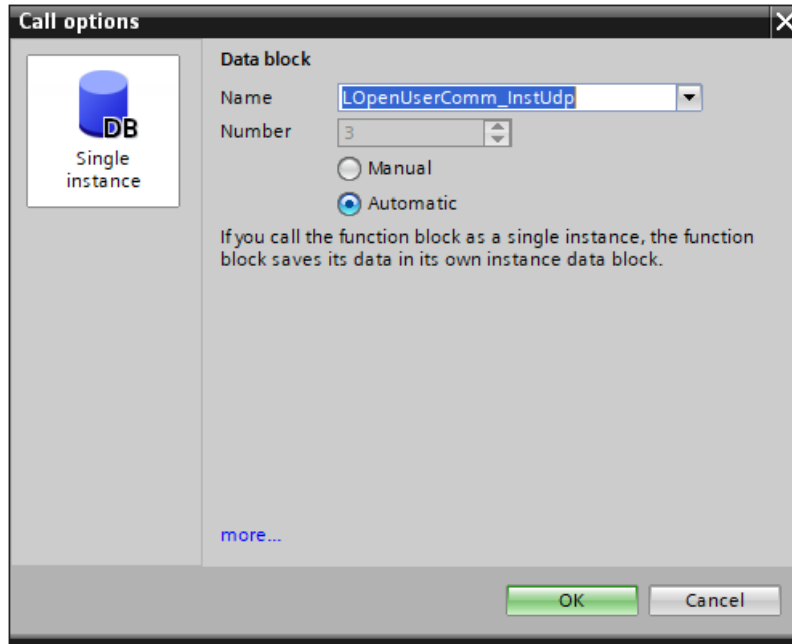 Call options
DB
Single
instance
Data block
Name
LOpenUserComm_InstUdp
Number
3
Manual
Automatic
If you call the function block as a single instance, the function
block saves its data in its own instance data block.
more...
OK
Cancel